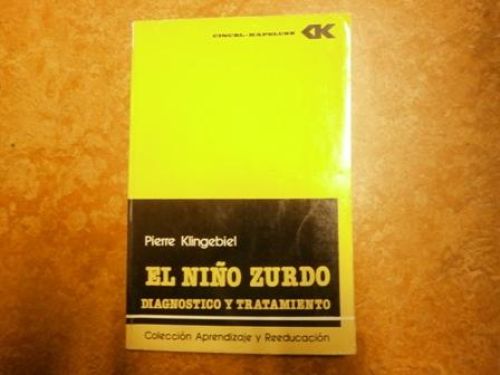 CINCEL-KAPELUSZ CK
Pierre Klingebiel
EL NIÑO ZURDO
DIAGNOSTICO Y TRATAMIENTO
Colección Aprendizaje y Reeducación